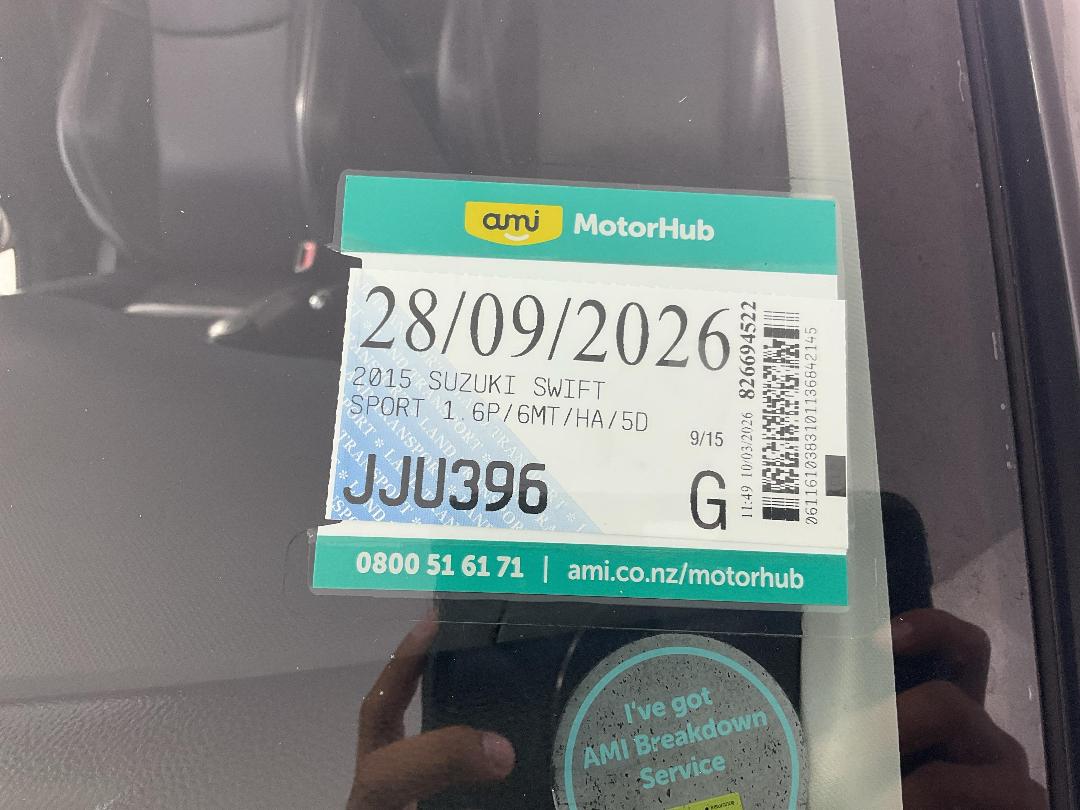 ami MotorHub
28/09/2026
2015 SUZUKI SWIFT
SPORT 1.6P/6MT/HA/5D
9/15
JJU396
G
11:49 10/03/2026 826694522
0611610383101136842145
0800 51 61 71 | ami.co.nz/motorhub
I've got
AMI Breakdown
Service